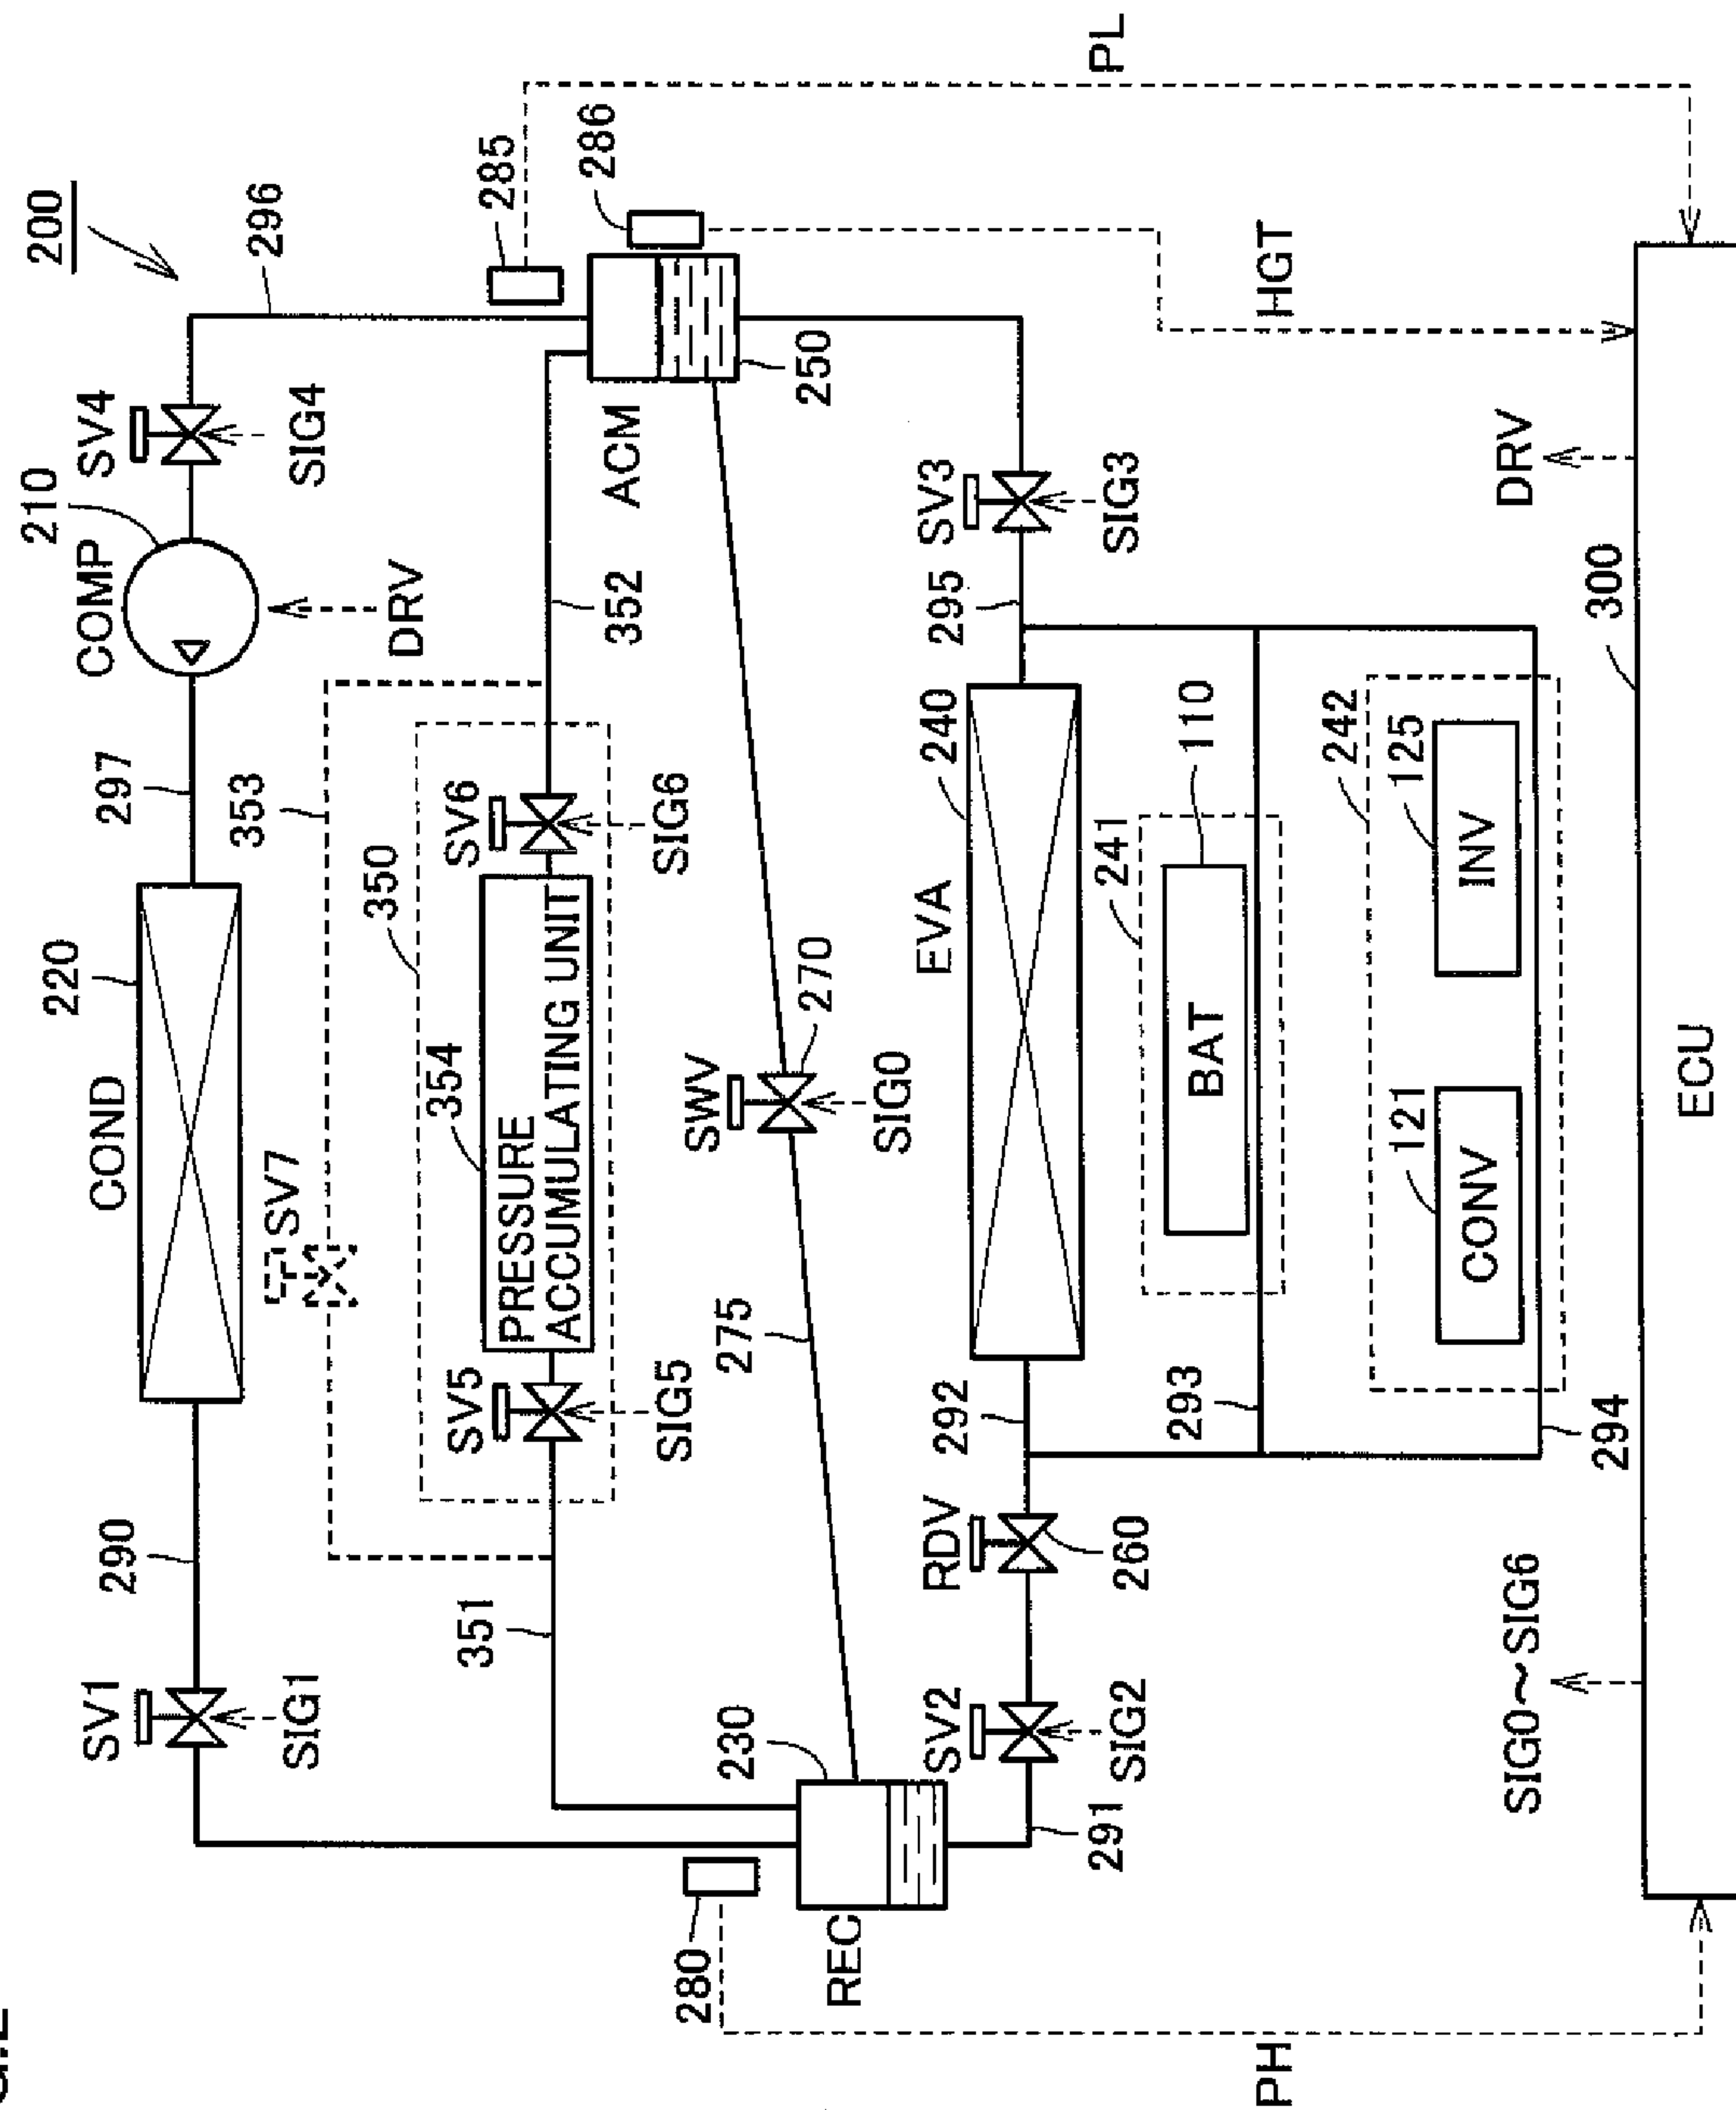 200
COND
220
297
COMP
210
SV4
SIG4
296
SV1
SIG1
290
DRV
SV7
353
285
PL
286
HGT
350
354
PRESSURE
ACCUMULATING UNIT
SV5
SIG5
SV6
SIG6
351
352
ACM
250
280
REC
230
PH
275
SWV
270
SIG0
SV2
SIG2
291
RDV
260
292
EVA
240
295
SV3
SIG3
293
241
BAT
110
242
CONV
121
INV
125
294
SIG0~SIG6
DRV
300
ECU